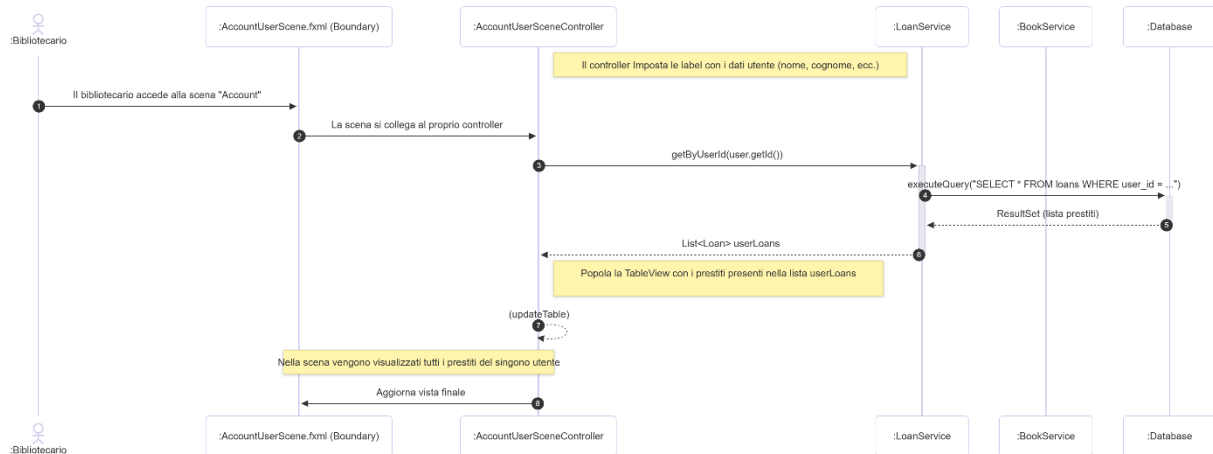 :Bibliotecario
:AccountUserScene.fxml (Boundary)
:AccountUserSceneController
:LoanService
:BookService
:Database
Il controller Imposta le label con i dati utente (nome, cognome, ecc.)
1
Il bibliotecario accede alla scena "Account"
2
La scena si collega al proprio controller
3
getByUserId(user.getId())
4
executeQuery("SELECT * FROM loans WHERE user_id = ...")
ResultSet (lista prestiti)
5
List<Loan> userLoans
6
Popola la TableView con i prestiti presenti nella lista userLoans
(updateTable)
7
Nella scena vengono visualizzati tutti i prestiti del singono utente
Aggiorna vista finale
8
:Bibliotecario
:AccountUserScene.fxml (Boundary)
:AccountUserSceneController
:LoanService
:BookService
:Database